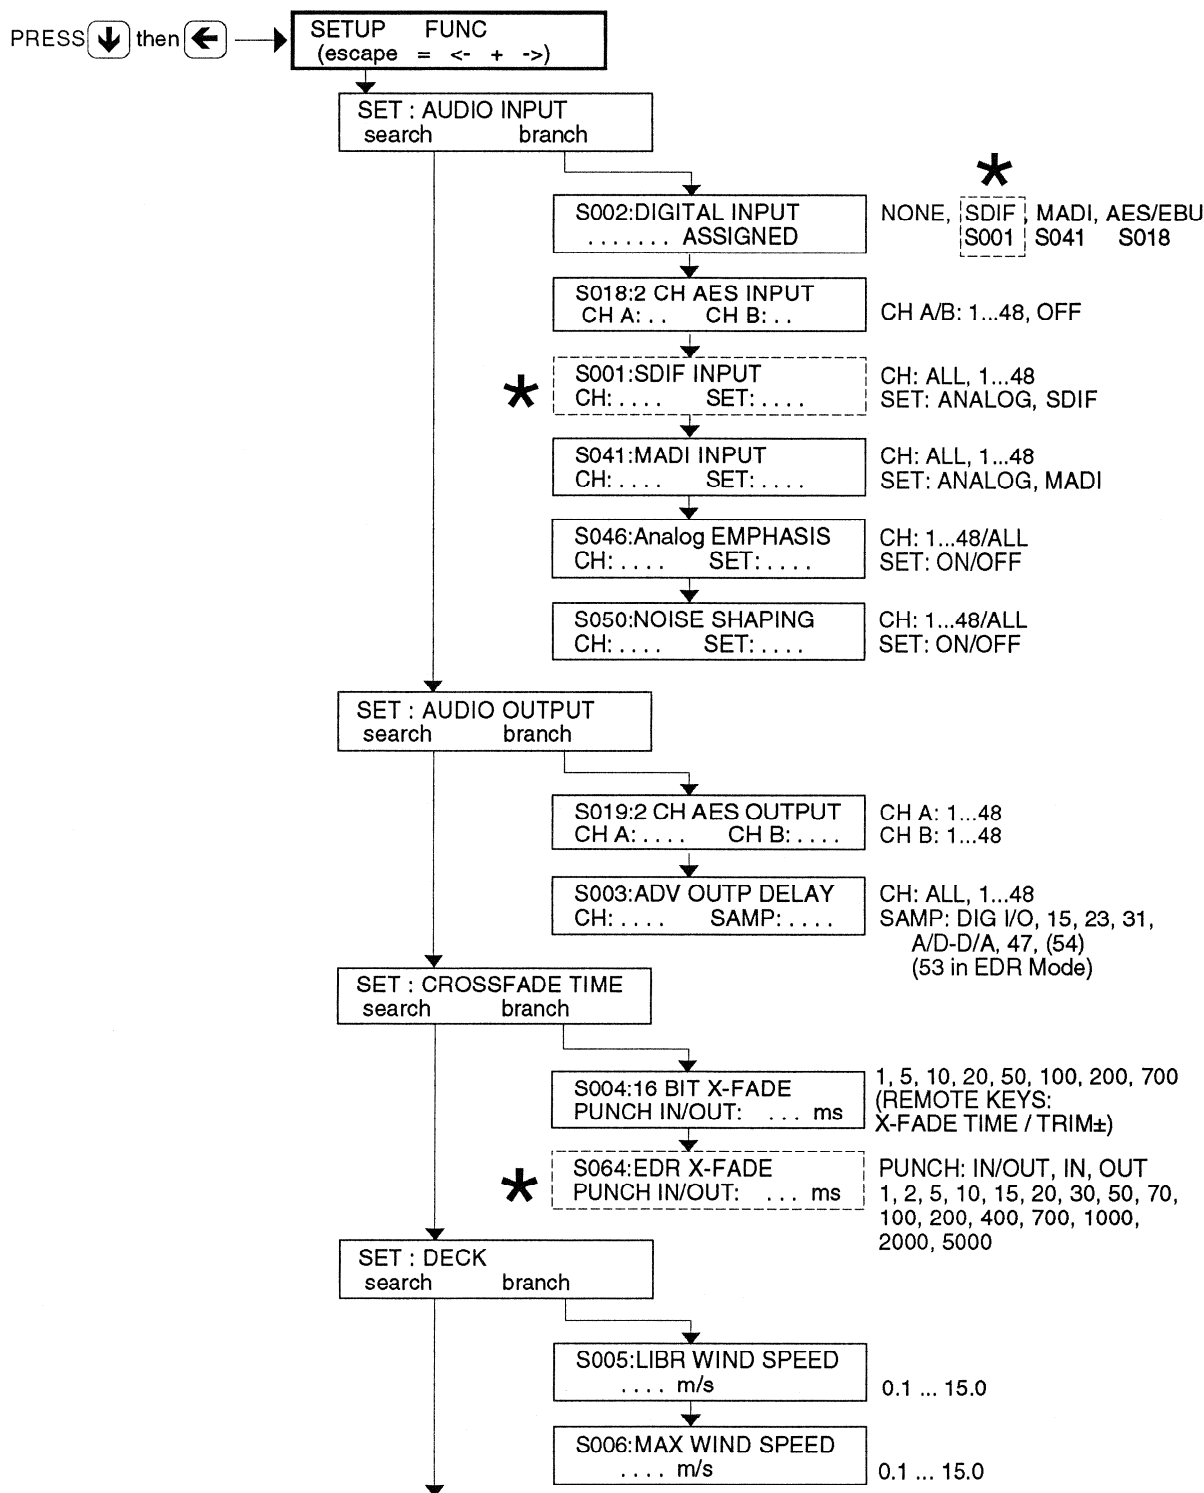 PRESS ↓ then ←
SETUP FUNC
(escape = <- + ->)
SET : AUDIO INPUT
search branch
*
S002:DIGITAL INPUT
. . . . . . . ASSIGNED
NONE, SDIF, MADI, AES/EBU
S001 S041 S018
S018:2 CH AES INPUT
CH A: . . CH B: . .
CH A/B: 1...48, OFF
*
S001:SDIF INPUT
CH: . . . . SET: . . . .
CH: ALL, 1...48
SET: ANALOG, SDIF
S041:MADI INPUT
CH: . . . . SET: . . . .
CH: ALL, 1...48
SET: ANALOG, MADI
S046:Analog EMPHASIS
CH: . . . . SET: . . . .
CH: 1...48/ALL
SET: ON/OFF
S050:NOISE SHAPING
CH: . . . . SET: . . . .
CH: 1...48/ALL
SET: ON/OFF
SET : AUDIO OUTPUT
search branch
S019:2 CH AES OUTPUT
CH A: . . . . CH B: . . . .
CH A: 1...48
CH B: 1...48
S003:ADV OUTP DELAY
CH: . . . . SAMP: . . . .
CH: ALL, 1...48
SAMP: DIG I/O, 15, 23, 31,
A/D-D/A, 47, (54)
(53 in EDR Mode)
SET : CROSSFADE TIME
search branch
S004:16 BIT X-FADE
PUNCH IN/OUT: . . . ms
1, 5, 10, 20, 50, 100, 200, 700
(REMOTE KEYS:
X-FADE TIME / TRIM±)
*
S064:EDR X-FADE
PUNCH IN/OUT: . . . ms
PUNCH: IN/OUT, IN, OUT
1, 2, 5, 10, 15, 20, 30, 50, 70,
100, 200, 400, 700, 1000,
2000, 5000
SET : DECK
search branch
S005:LIBR WIND SPEED
. . . . m/s
0.1 ... 15.0
S006:MAX WIND SPEED
. . . . m/s
0.1 ... 15.0